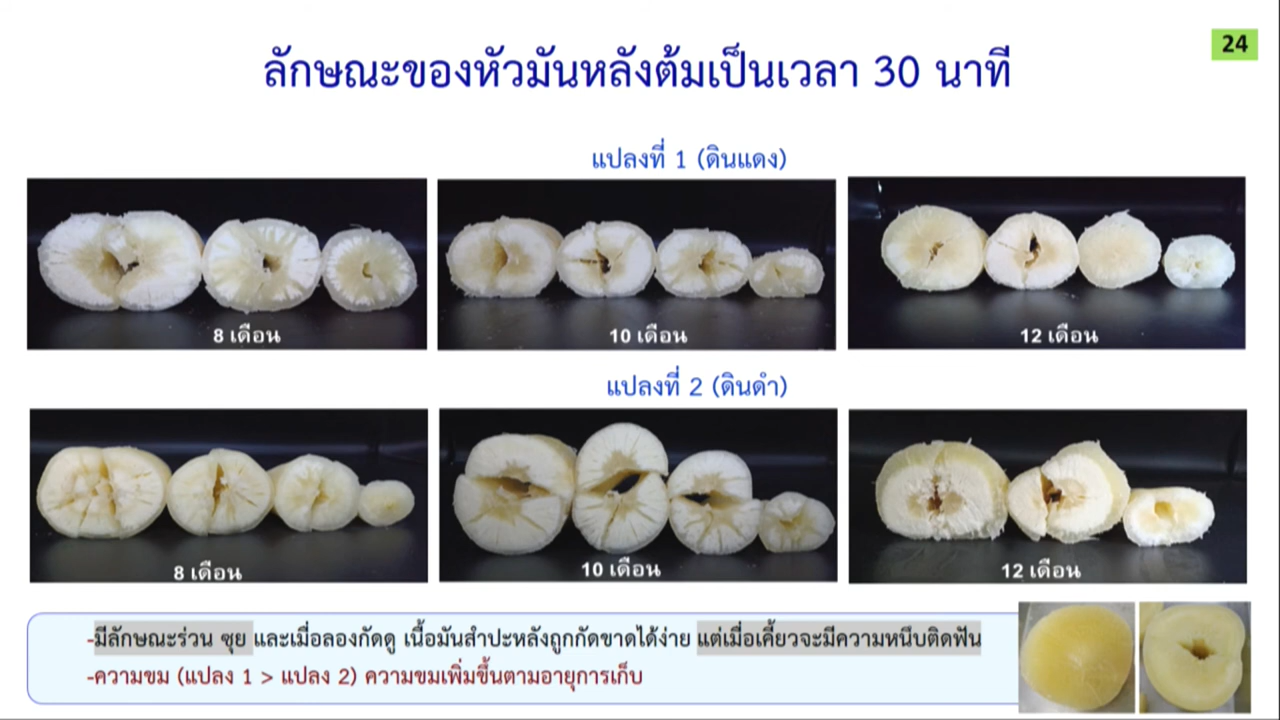 24
ลักษณะของหัวมันหลังต้มเป็นเวลา 30 นาที
แปลงที่ 1 (ดินแดง)
8 เดือน
10 เดือน
12 เดือน
แปลงที่ 2 (ดินดำ)
8 เดือน
10 เดือน
12 เดือน
-มีลักษณะร่วน ซุย และเมื่อลองกัดดู เนื้อมันสำปะหลังถูกกัดขาดได้ง่าย แต่เมื่อเคี้ยวจะมีความหนึบติดฟัน
-ความขม (แปลง 1 > แปลง 2) ความขมเพิ่มขึ้นตามอายุการเก็บ